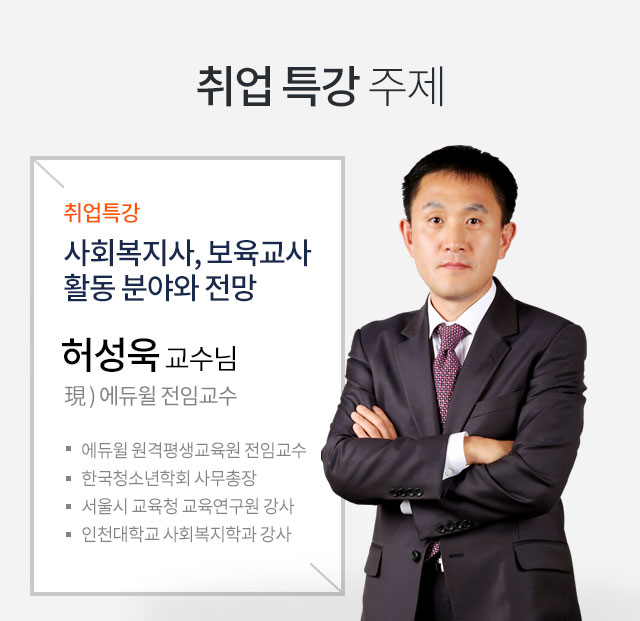 취업 특강 주제
취업특강
사회복지사, 보육교사
활동 분야와 전망
허성욱 교수님
現) 에듀윌 전임교수
▪ 에듀윌 원격평생교육원 전임교수
▪ 한국청소년학회 사무총장
▪ 서울시 교육청 교육연구원 강사
▪ 인천대학교 사회복지학과 강사